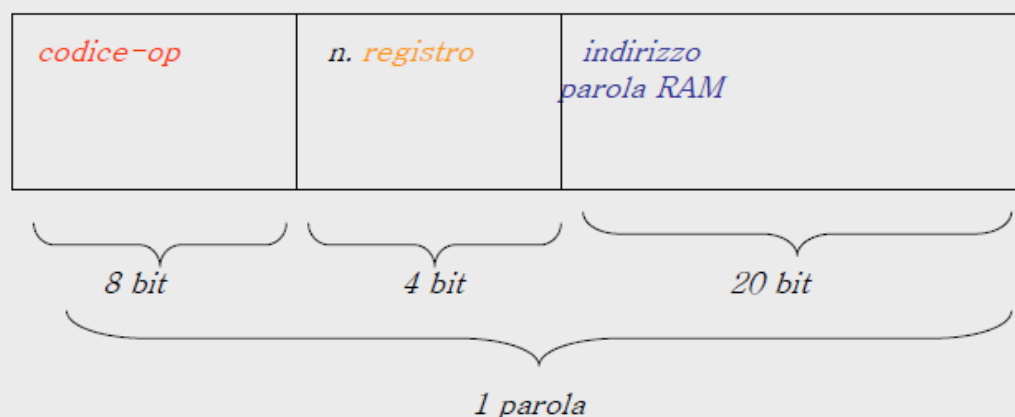 codice-op
n. registro
indirizzo
parola RAM
8 bit
4 bit
20 bit
1 parola